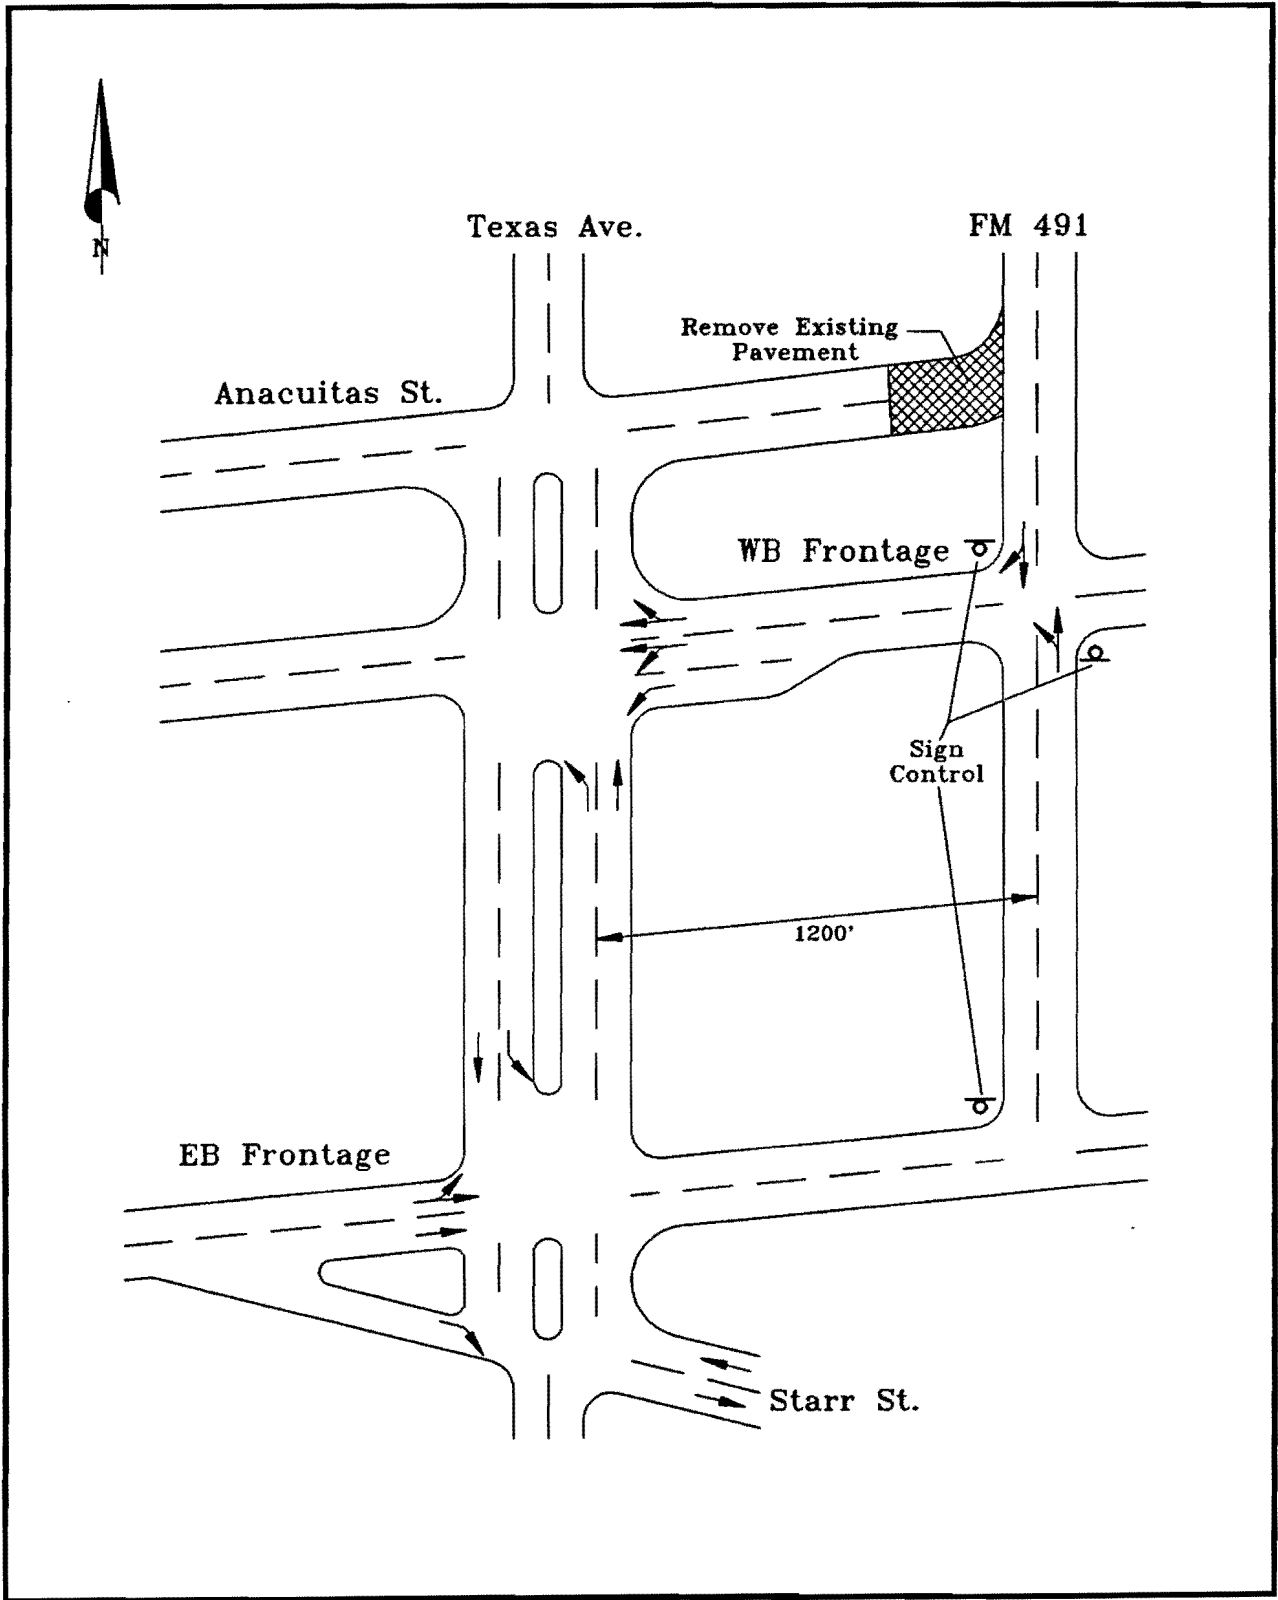 N
Texas Ave.
FM 491
Remove Existing
Pavement
Anacuitas St.
WB Frontage
Sign
Control
1200'
EB Frontage
Starr St.